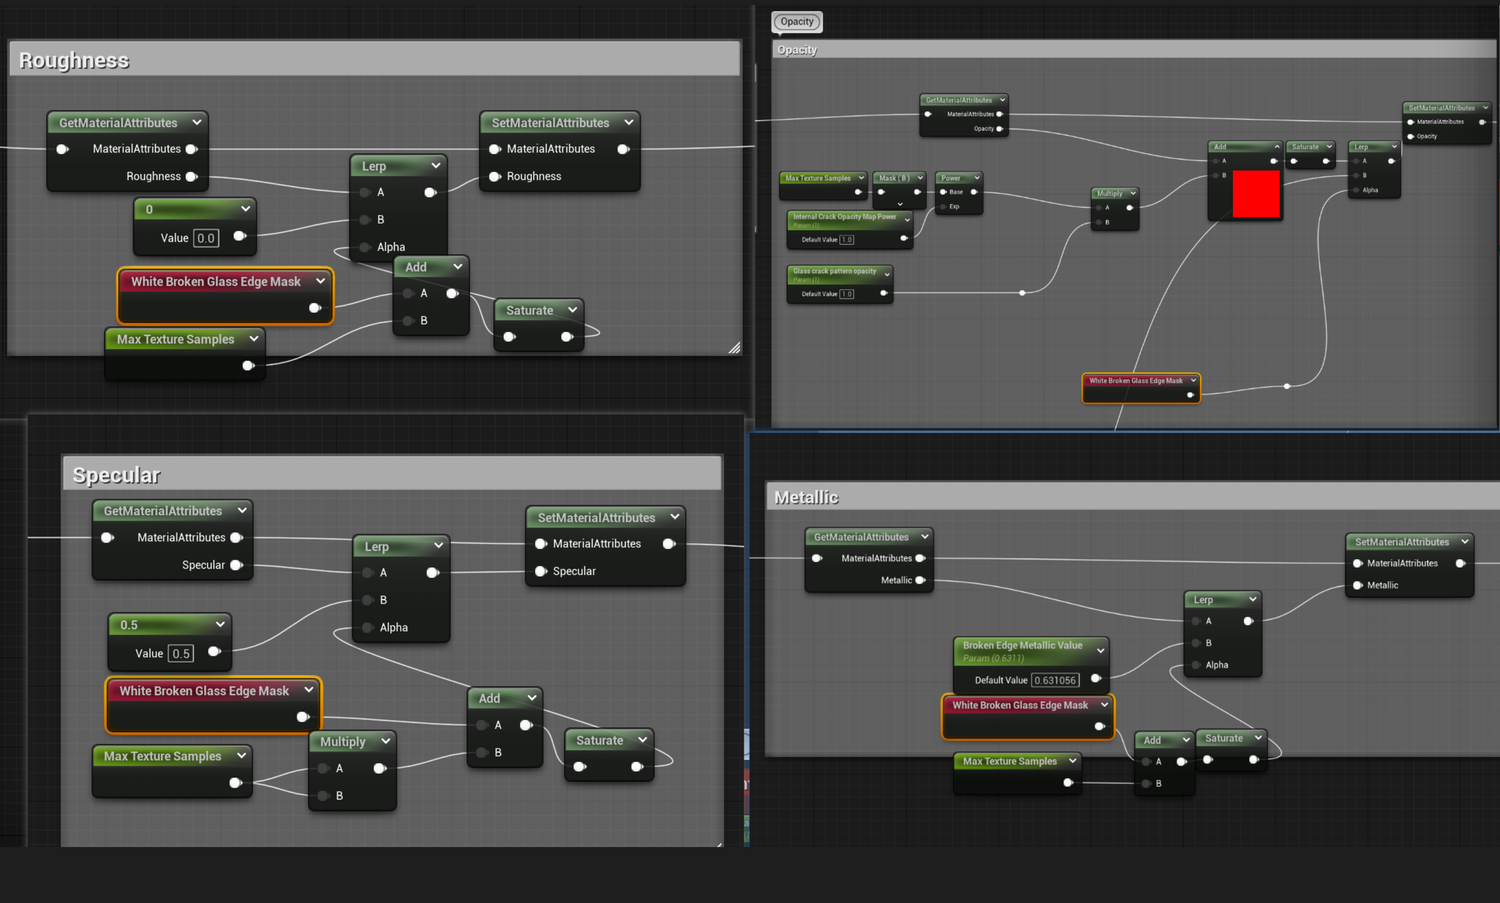 Roughness
GetMaterialAttributes
MaterialAttributes
Roughness
0
Value 0.0
White Broken Glass Edge Mask
Max Texture Samples
Lerp
A
B
Alpha
Add
A
B
Saturate
SetMaterialAttributes
MaterialAttributes
Roughness
Opacity
Opacity
GetMaterialAttributes
MaterialAttributes
Opacity
Max Texture Samples
Mask ( B )
Power
Base
Exp
Internal Crack Opacity Map Power
Param (1)
Default Value 1.0
Glass crack pattern opacity
Param (1)
Default Value 1.0
Multiply
A
B
Add
A
B
Saturate
Lerp
A
B
Alpha
SetMaterialAttributes
MaterialAttributes
Opacity
White Broken Glass Edge Mask
Specular
GetMaterialAttributes
MaterialAttributes
Specular
0.5
Value 0.5
White Broken Glass Edge Mask
Max Texture Samples
Multiply
A
B
Lerp
A
B
Alpha
Add
A
B
Saturate
SetMaterialAttributes
MaterialAttributes
Specular
Metallic
GetMaterialAttributes
MaterialAttributes
Metallic
Broken Edge Metallic Value
Param (0.6311)
Default Value 0.631056
White Broken Glass Edge Mask
Max Texture Samples
Add
A
B
Saturate
Lerp
A
B
Alpha
SetMaterialAttributes
MaterialAttributes
Metallic